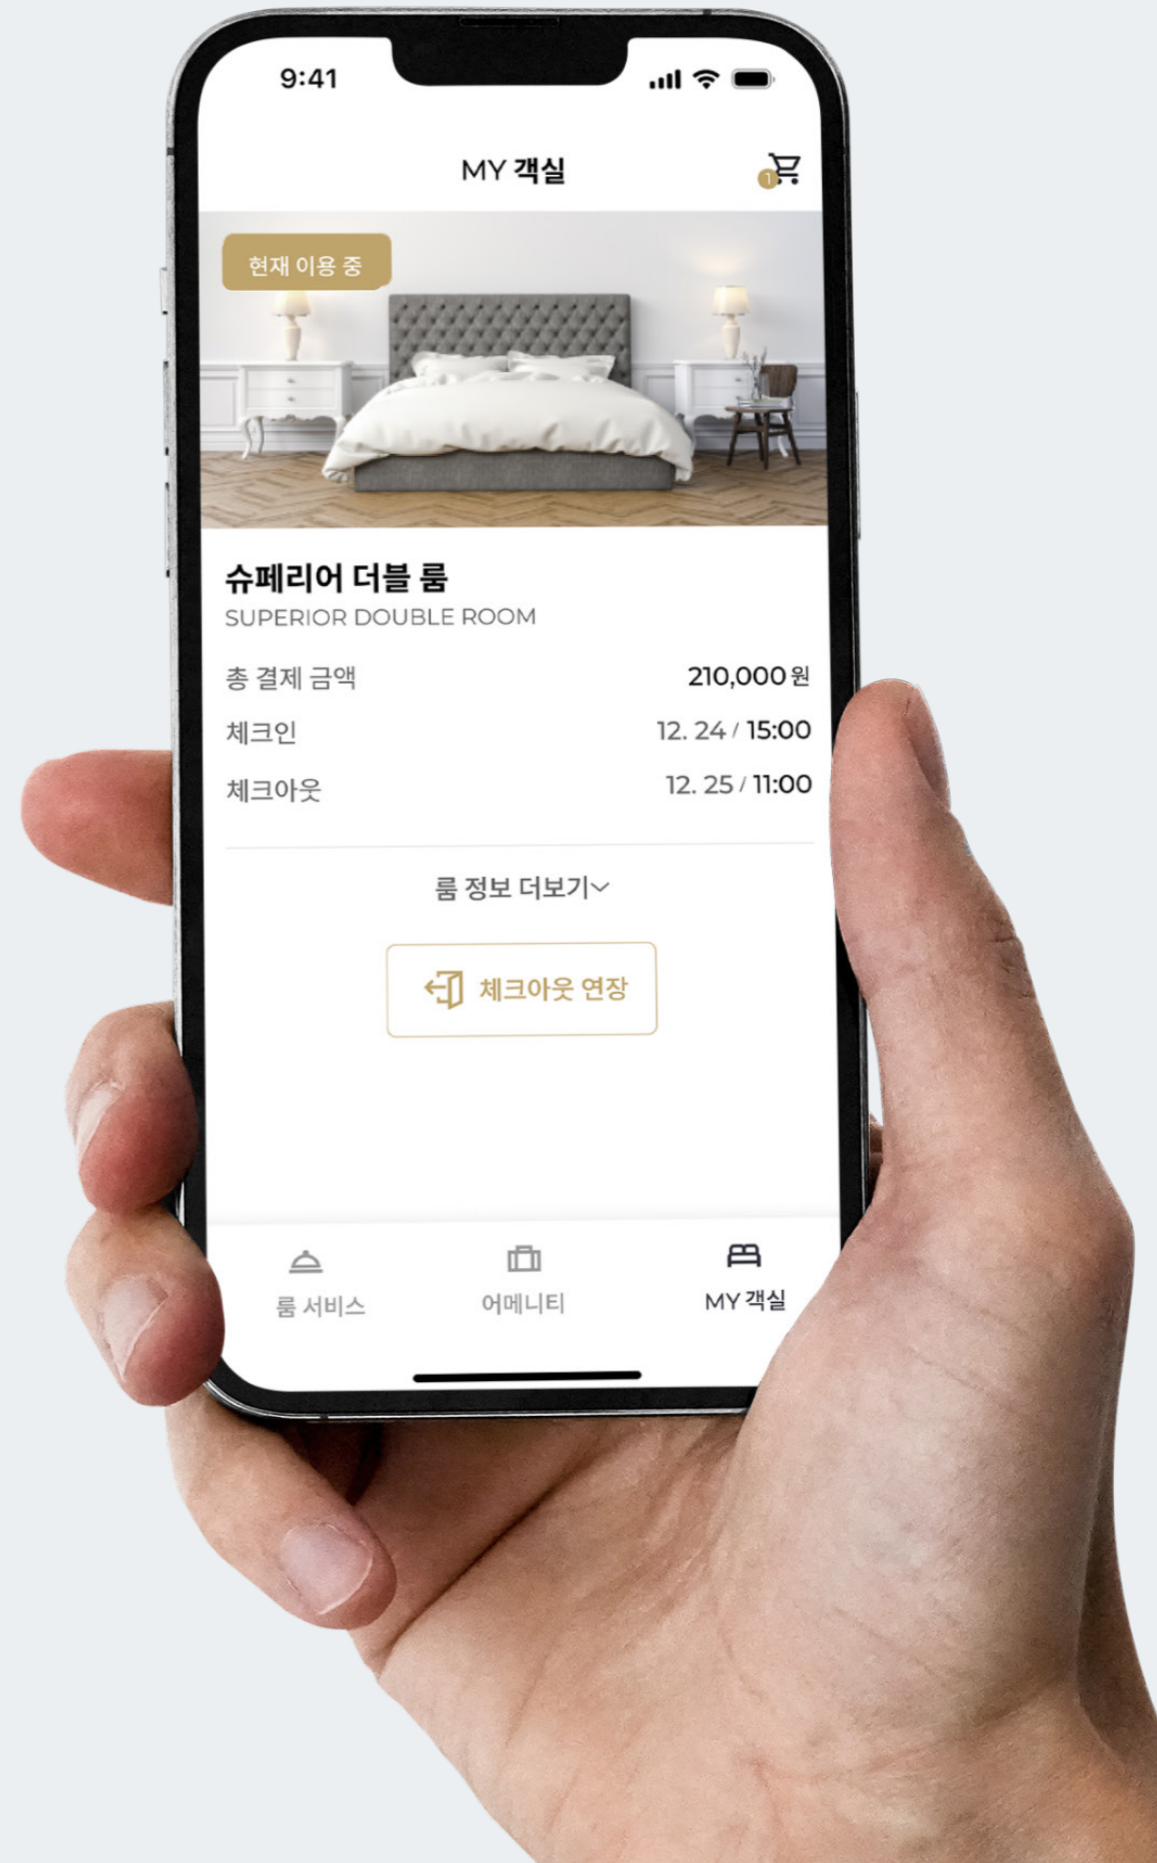 9:41
MY 객실
1
현재 이용 중
슈페리어 더블 룸
SUPERIOR DOUBLE ROOM
총 결제 금액 210,000원
체크인 12. 24 / 15:00
체크아웃 12. 25 / 11:00
룸 정보 더보기
체크아웃 연장
룸 서비스 어메니티 MY 객실